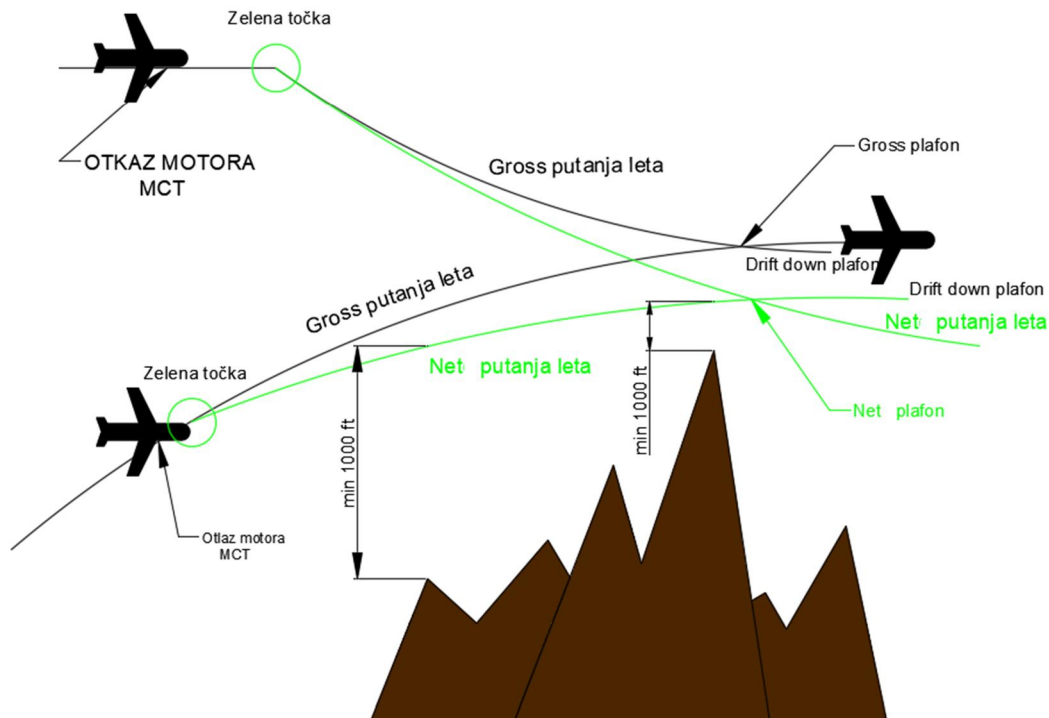 Zelena točka
OTKAZ MOTORA
MCT
Gross putanja leta
Gross plafon
Drift down plafon
Gross putanja leta
Drift down plafon
Net putanja leta
Zelena točka
Net putanja leta
min 1000 ft
min 1000 ft
Net plafon
Otlaz motora
MCT